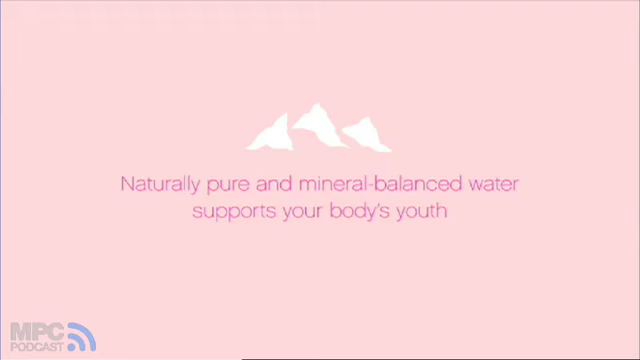 Naturally pure and mineral-balanced water
supports your body's youth
MPC
PODCAST